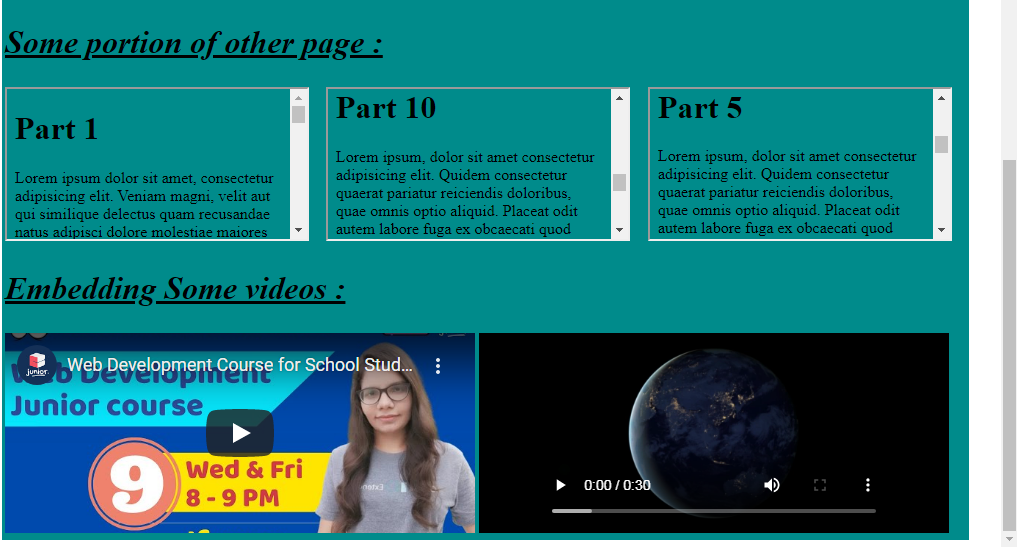 Some portion of other page :
Part 1
Lorem ipsum dolor sit amet, consectetur
adipisicing elit. Veniam magni, velit aut
qui similique delectus quam recusandae
natus adipisci dolore molestiae maiores
Part 10
Lorem ipsum, dolor sit amet consectetur
adipisicing elit. Quidem consectetur
quaerat pariatur reiciendis doloribus,
quae omnis optio aliquid. Placeat odit
autem labore fuga ex obcaecati quod
Part 5
Lorem ipsum, dolor sit amet consectetur
adipisicing elit. Quidem consectetur
quaerat pariatur reiciendis doloribus,
quae omnis optio aliquid. Placeat odit
autem labore fuga ex obcaecati quod
Embedding Some videos :
junior.
Web Development Course for School Stud...
Web Development
Junior course
9
Wed & Fri
8 - 9 PM
0:00 / 0:30